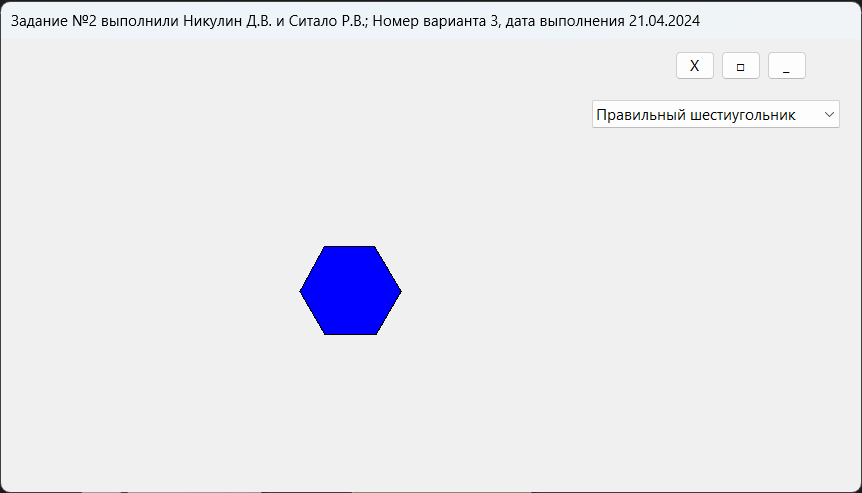 Задание №2 выполнили Никулин Д.В. и Ситало Р.В.; Номер варианта 3, дата выполнения 21.04.2024
X □ _
Правильный шестиугольник